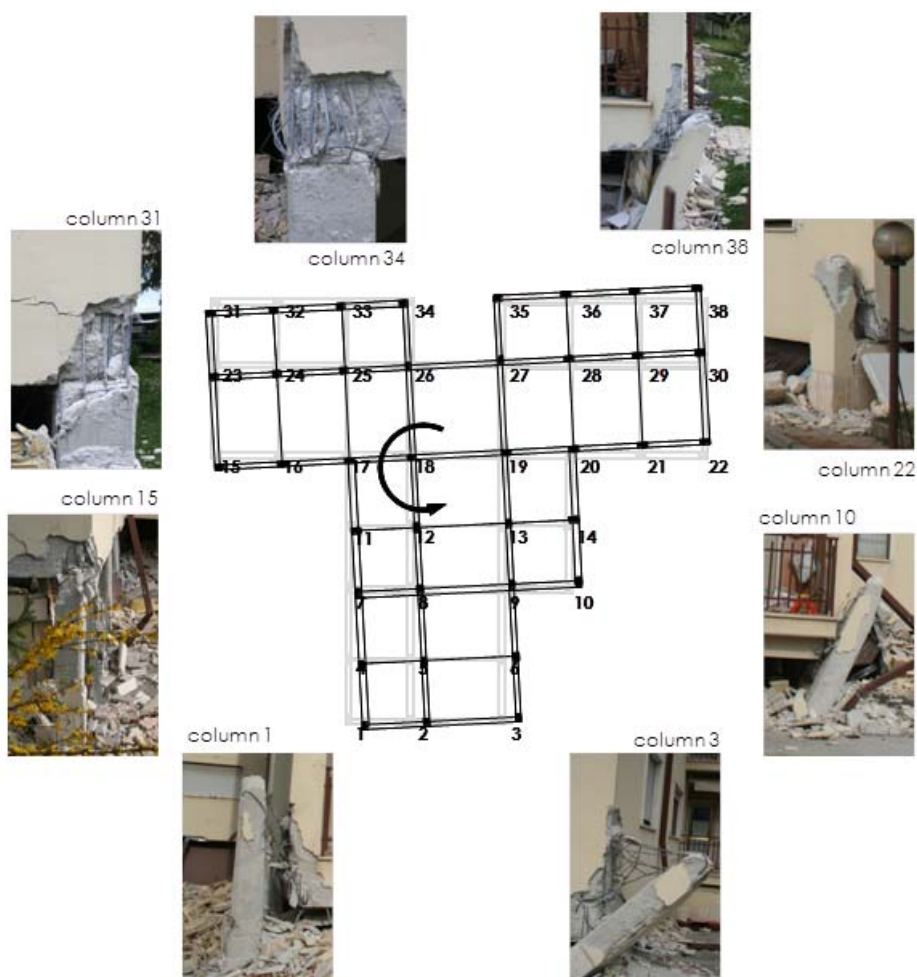 column 31
column 34
column 38
31 32 33 34 35 36 37 38
23 24 25 26 27 28 29 30
15 16 17 18 19 20 21 22
column 22
column 15
column 10
11 12 13 14
7 8 9 10
4 5 6
column 1
column 3
1 2 3